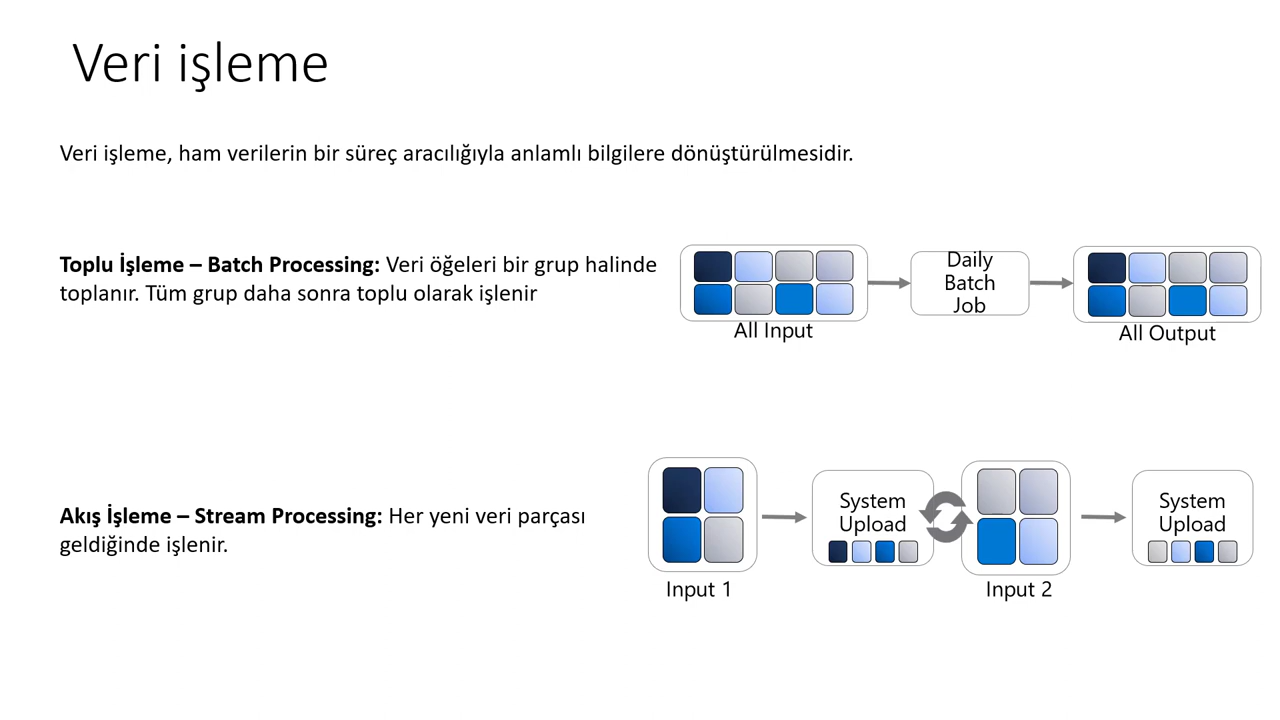 Veri işleme
Veri işleme, ham verilerin bir süreç aracılığıyla anlamlı bilgilere dönüştürülmesidir.
Toplu İşleme – Batch Processing: Veri öğeleri bir grup halinde
toplanır. Tüm grup daha sonra toplu olarak işlenir
All Input
Daily
Batch
Job
All Output
Akış İşleme – Stream Processing: Her yeni veri parçası
geldiğinde işlenir.
Input 1
System
Upload
Input 2
System
Upload